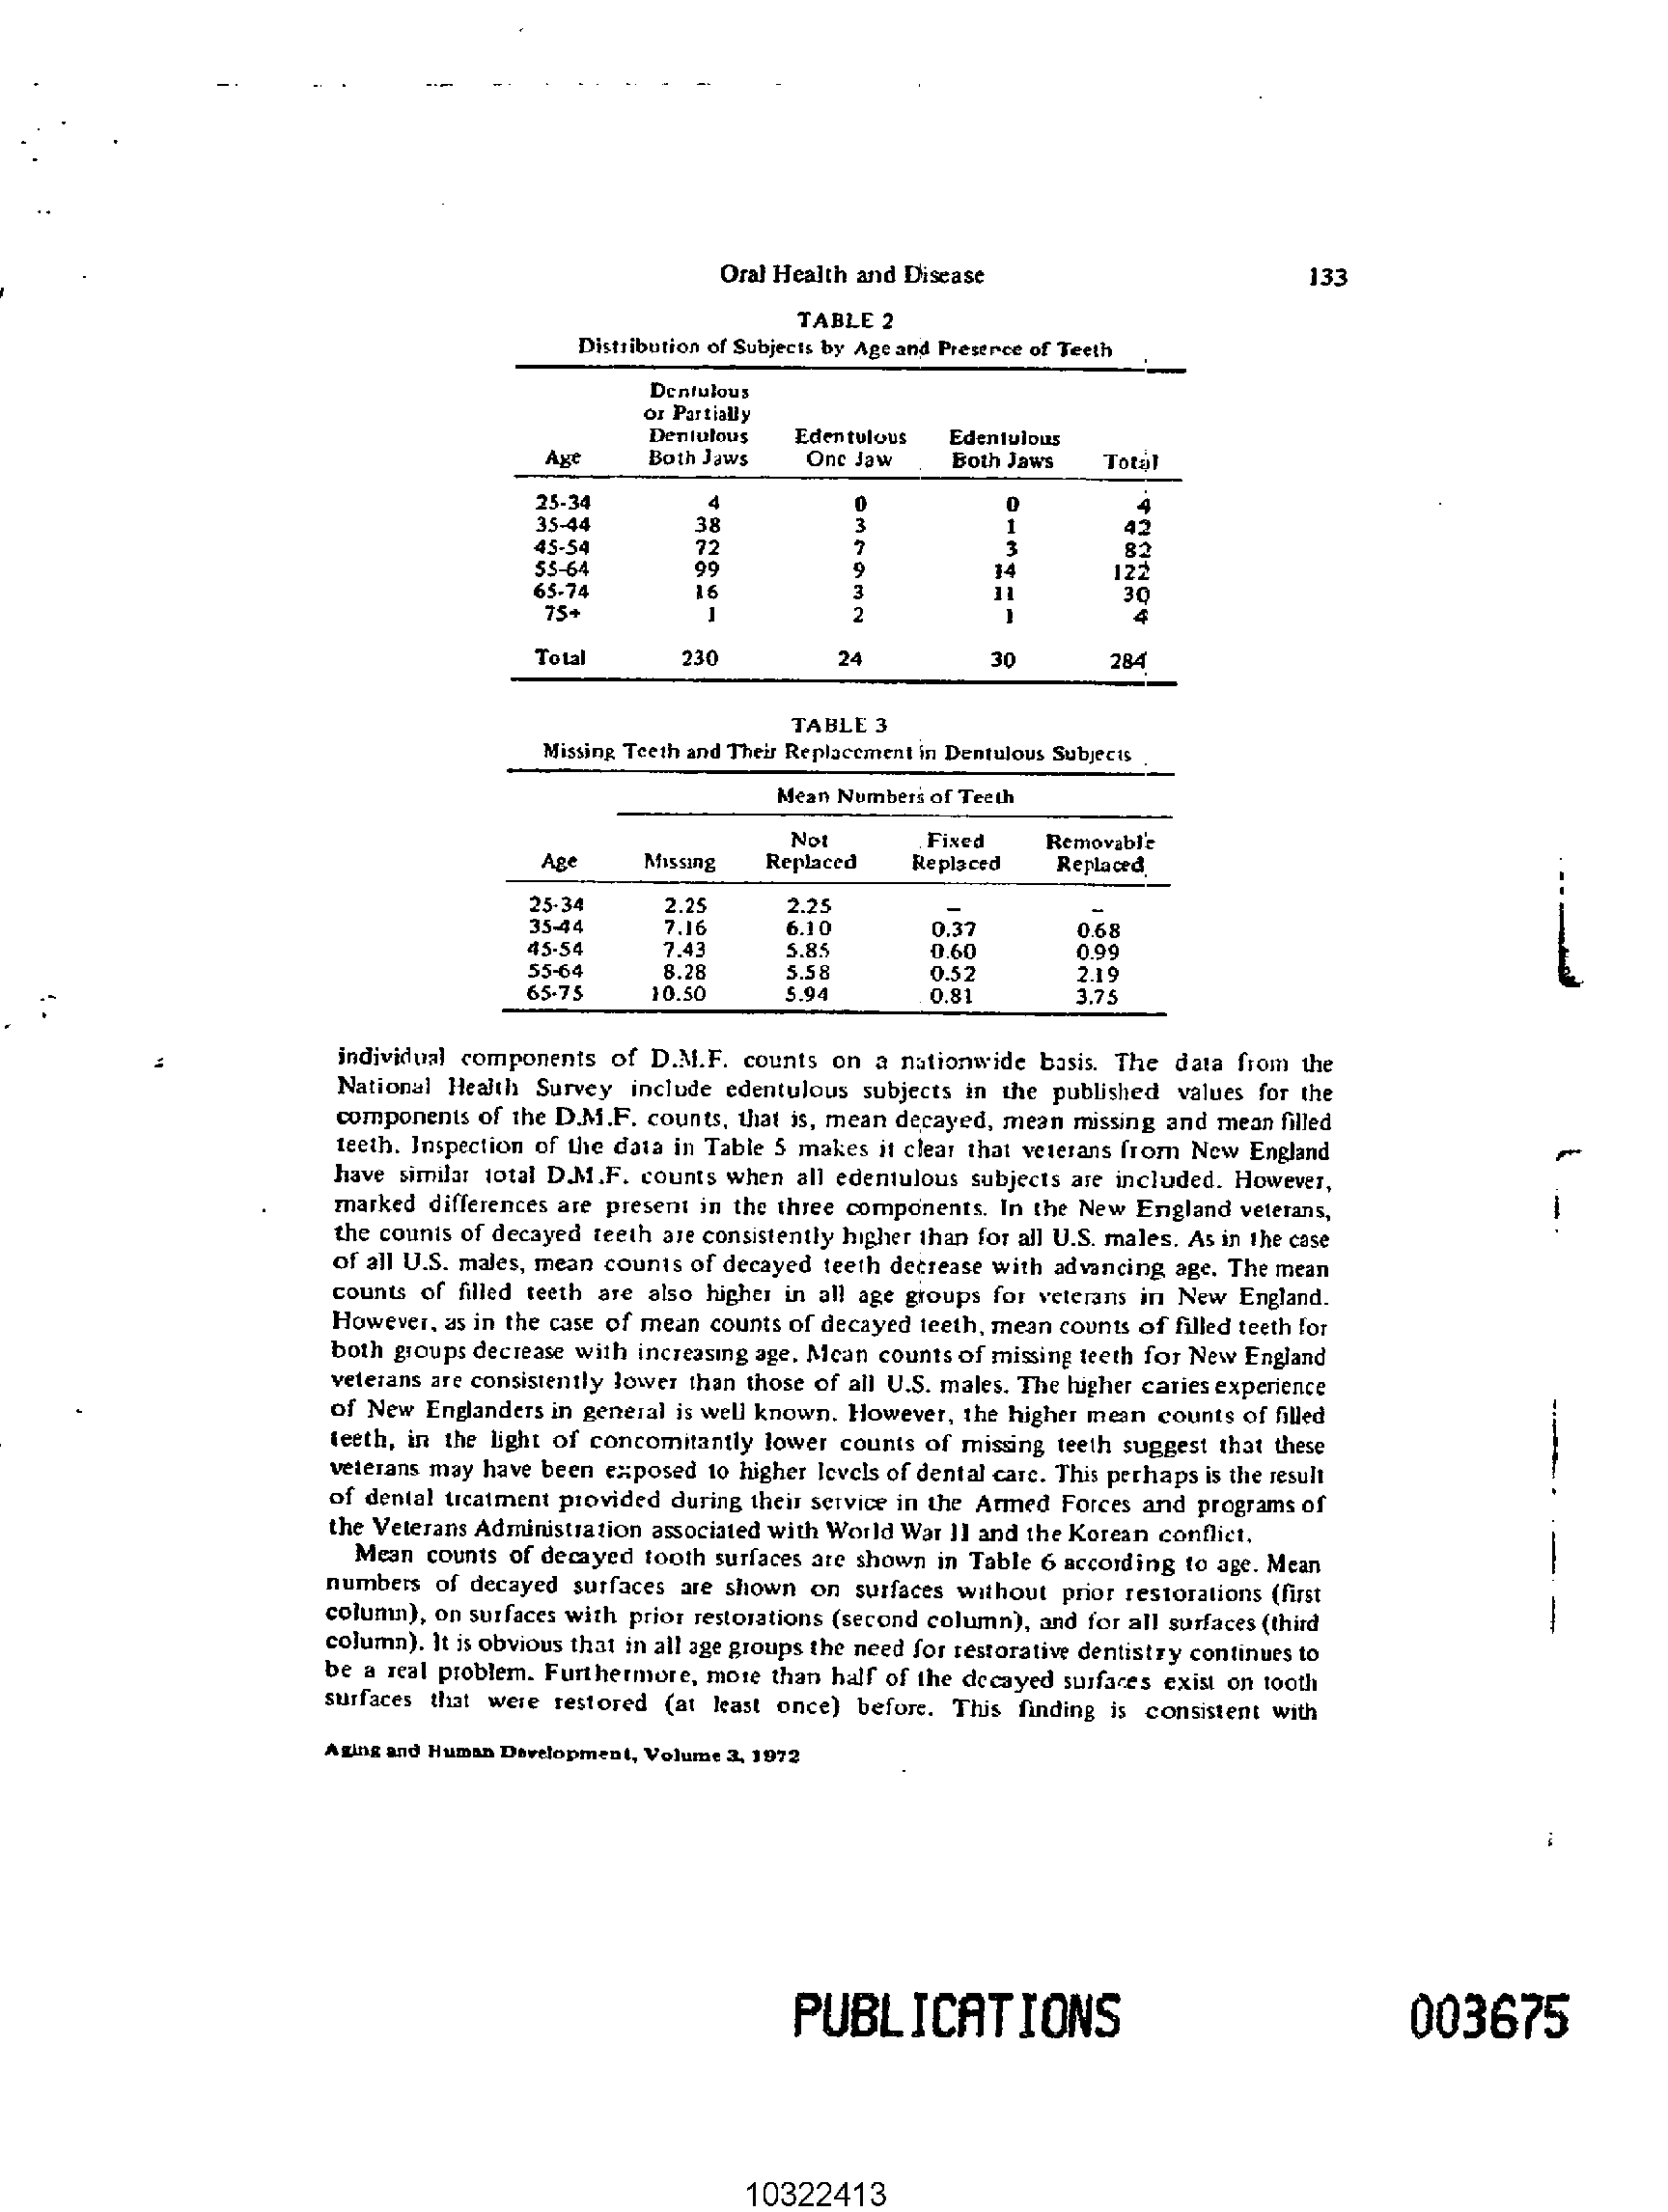 Oral Health and Disease 133
TABLE 2
Distribution of Subjects by Age and Presence of Teeth
Dentulous
or Partially
Dentulous Edentulous Edentulous
Age Both Jaws One Jaw Both Jaws Total
25-34 4 0 0 4
35-44 38 3 1 42
45-54 72 7 3 82
55-64 99 9 14 122
65-74 16 3 11 30
75+ 1 2 1 4
Total 230 24 30 284
TABLE 3
Missing Teeth and Their Replacement in Dentulous Subjects
Mean Numbers of Teeth
Not Fixed Removable
Age Missing Replaced Replaced Replaced
25-34 2.25 2.25 – –
35-44 7.16 6.10 0.37 0.68
45-54 7.43 5.85 0.60 0.99
55-64 8.28 5.58 0.52 2.19
65-75 10.50 5.94 0.81 3.75
individual components of D.M.F. counts on a nationwide basis. The data from the
National Health Survey include edentulous subjects in the published values for the
components of the D.M.F. counts, that is, mean decayed, mean missing and mean filled
teeth. Inspection of the data in Table 5 makes it clear that veterans from New England
have similar total D.M.F. counts when all edentulous subjects are included. However,
marked differences are present in the three components. In the New England veterans,
the counts of decayed teeth are consistently higher than for all U.S. males. As in the case
of all U.S. males, mean counts of decayed teeth decrease with advancing age. The mean
counts of filled teeth are also higher in all age groups for veterans in New England.
However, as in the case of mean counts of decayed teeth, mean counts of filled teeth for
both groups decrease with increasing age. Mean counts of missing teeth for New England
veterans are consistently lower than those of all U.S. males. The higher caries experience
of New Englanders in general is well known. However, the higher mean counts of filled
teeth, in the light of concomitantly lower counts of missing teeth suggest that these
veterans may have been exposed to higher levels of dental care. This perhaps is the result
of dental treatment provided during their service in the Armed Forces and programs of
the Veterans Administration associated with World War II and the Korean conflict.
Mean counts of decayed tooth surfaces are shown in Table 6 according to age. Mean
numbers of decayed surfaces are shown on surfaces without prior restorations (first
column), on surfaces with prior restorations (second column), and for all surfaces (third
column). It is obvious that in all age groups the need for restorative dentistry continues to
be a real problem. Furthermore, more than half of the decayed surfaces exist on tooth
surfaces that were restored (at least once) before. This finding is consistent with
Aging and Human Development, Volume 3, 1972
PUBLICATIONS 003675
10322413